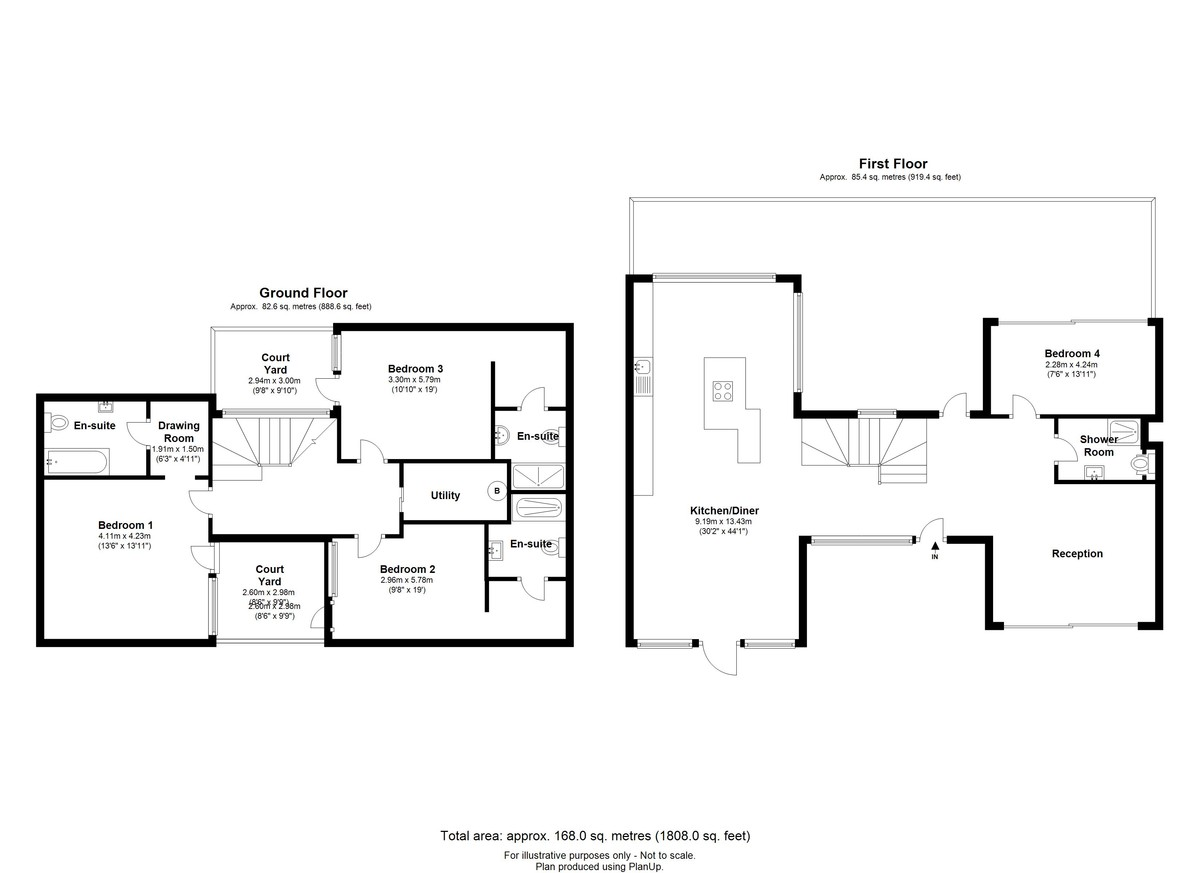 First Floor
Approx. 85.4 sq. metres (919.4 sq. feet)
Ground Floor
Approx. 82.6 sq. metres (888.6 sq. feet)
Court
Yard
2.94m x 3.00m
(9'8" x 9'10")
Bedroom 3
3.30m x 5.79m
(10'10" x 19')
En-suite
Drawing
Room
1.91m x 1.50m
(6'3" x 4'11")
En-suite
Utility
B
Bedroom 1
4.11m x 4.23m
(13'6" x 13'11")
En-suite
Court
Yard
2.60m x 2.98m
(8'6" x 9'9")
2.60m x 2.98m
(8'6" x 9'9")
Bedroom 2
2.96m x 5.78m
(9'8" x 19')
Bedroom 4
2.28m x 4.24m
(7'6" x 13'11")
Shower
Room
Kitchen/Diner
9.19m x 13.43m
(30'2" x 44'1")
IN
Reception
Total area: approx. 168.0 sq. metres (1808.0 sq. feet)
For illustrative purposes only - Not to scale.
Plan produced using PlanUp.